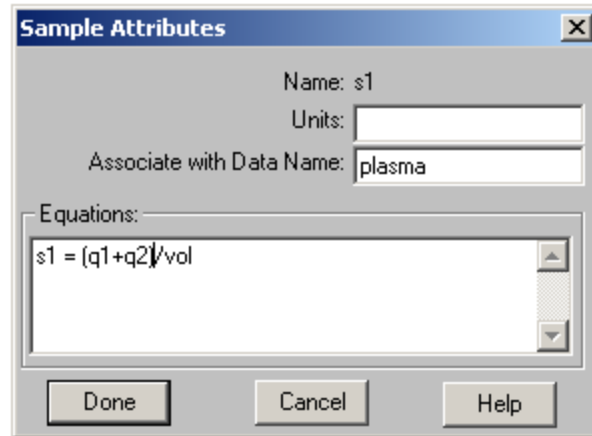 Sample Attributes
Name: s1
Units:
Associate with Data Name: plasma
Equations:
s1 = (q1+q2)/vol
Done Cancel Help